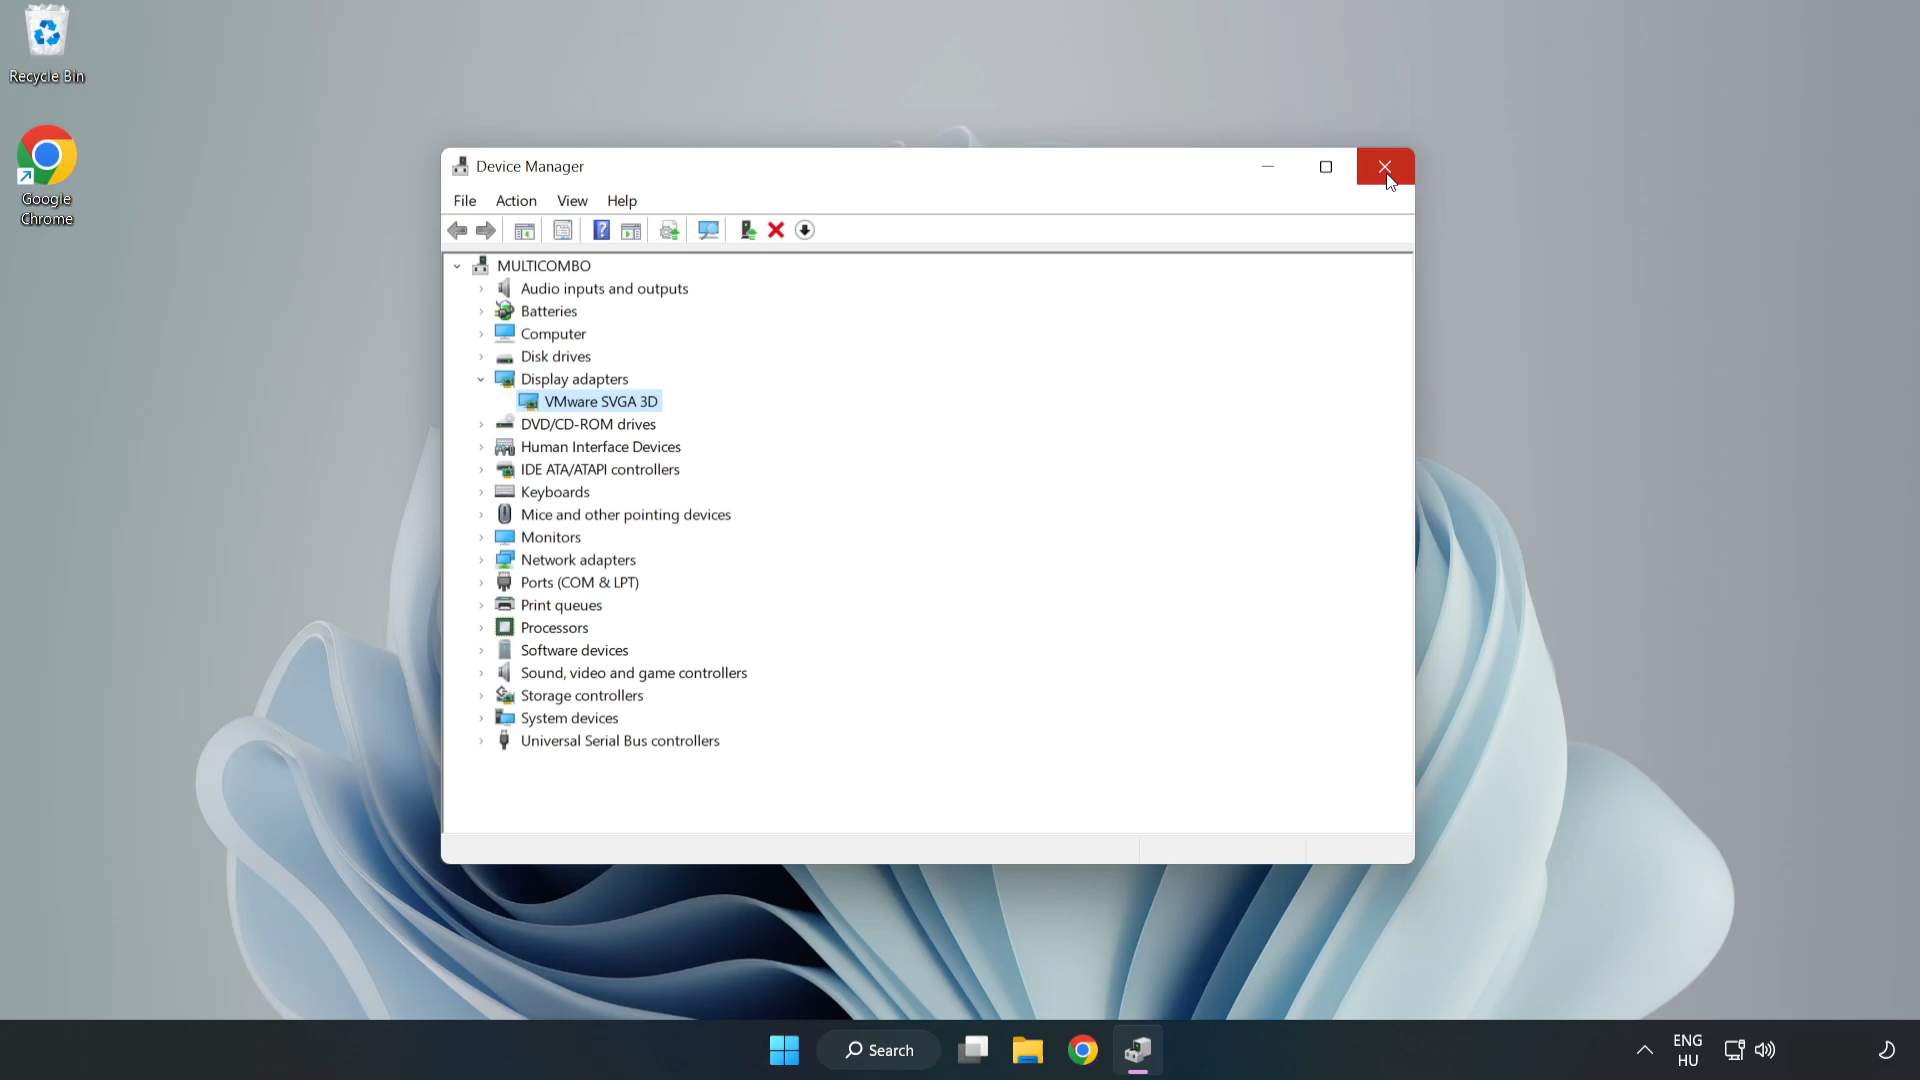 Recycle Bin
Google
Chrome
Device Manager
File Action View Help
MULTICOMBO
Audio inputs and outputs
Batteries
Computer
Disk drives
Display adapters
VMware SVGA 3D
DVD/CD-ROM drives
Human Interface Devices
IDE ATA/ATAPI controllers
Keyboards
Mice and other pointing devices
Monitors
Network adapters
Ports (COM & LPT)
Print queues
Processors
Software devices
Sound, video and game controllers
Storage controllers
System devices
Universal Serial Bus controllers
Search
ENG
HU